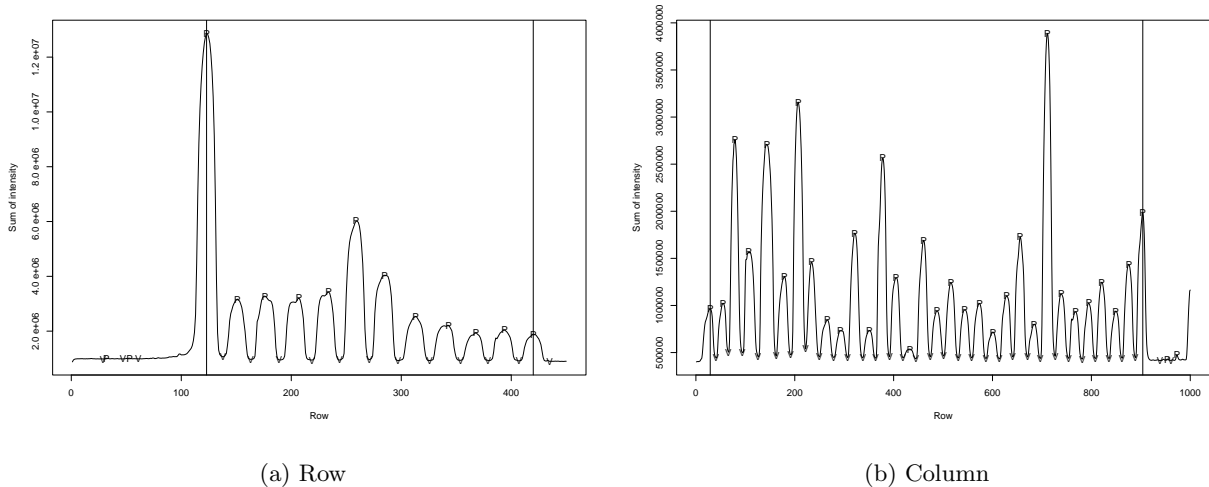 Sum of intensity
2.0 e+06
4.0 e+06
6.0 e+06
8.0 e+06
1.0 e+07
1.2 e+07
0 100 200 300 400
Row
(a) Row
Sum of intensity
500000
1000000
1500000
2000000
2500000
3000000
3500000
4000000
0 200 400 600 800 1000
Row
(b) Column